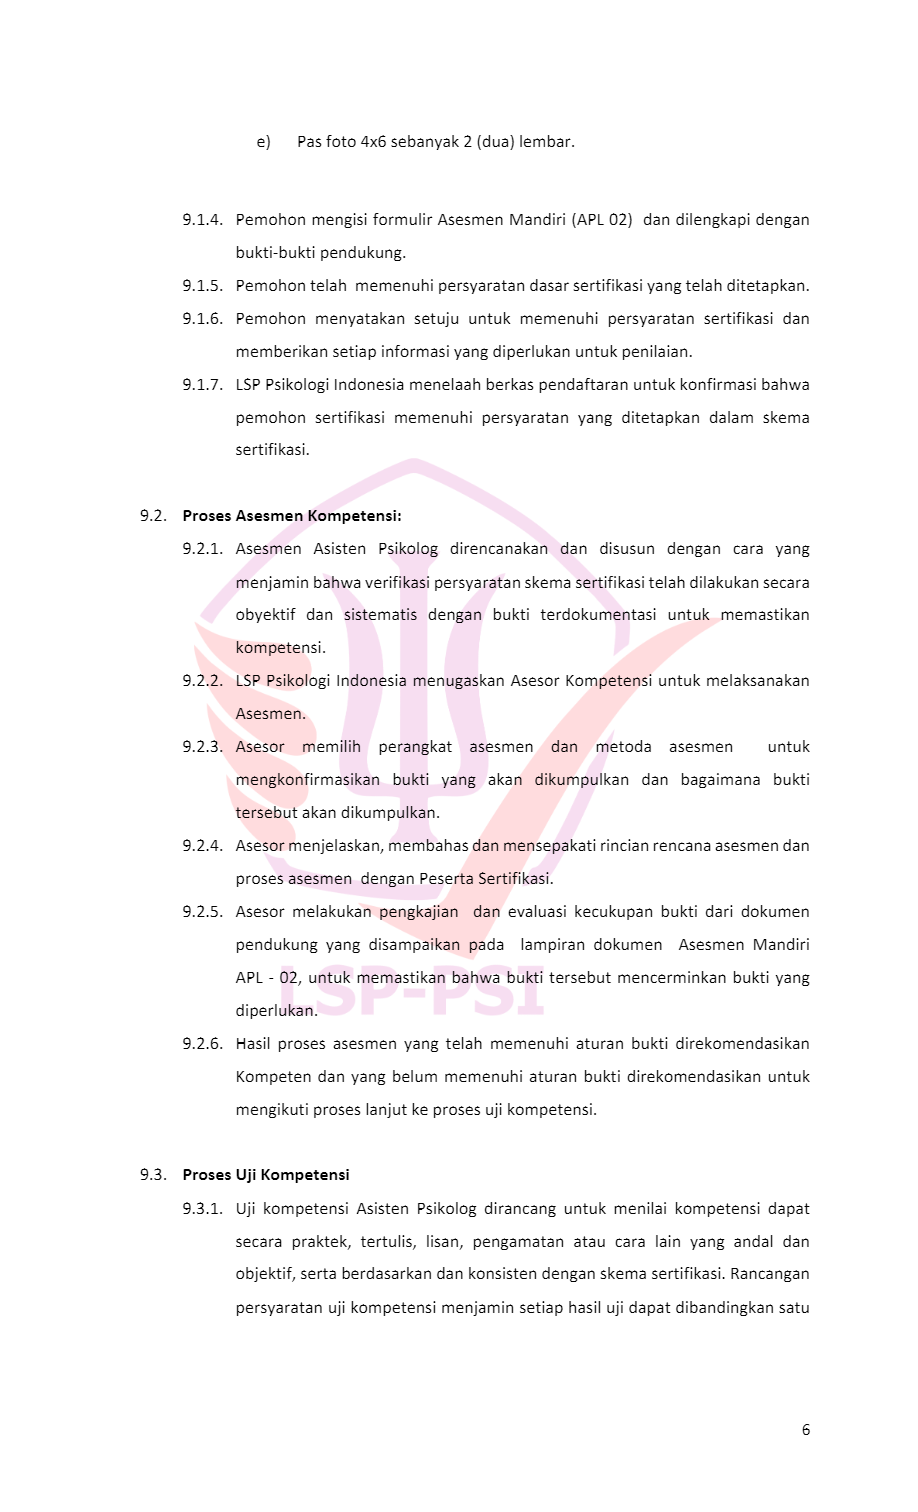 e) Pas foto 4x6 sebanyak 2 (dua) lembar.
9.1.4. Pemohon mengisi formulir Asesmen Mandiri (APL 02) dan dilengkapi dengan
bukti-bukti pendukung.
9.1.5. Pemohon telah memenuhi persyaratan dasar sertifikasi yang telah ditetapkan.
9.1.6. Pemohon menyatakan setuju untuk memenuhi persyaratan sertifikasi dan
memberikan setiap informasi yang diperlukan untuk penilaian.
9.1.7. LSP Psikologi Indonesia menelaah berkas pendaftaran untuk konfirmasi bahwa
pemohon sertifikasi memenuhi persyaratan yang ditetapkan dalam skema
sertifikasi.
9.2. Proses Asesmen Kompetensi:
9.2.1. Asesmen Asisten Psikolog direncanakan dan disusun dengan cara yang
menjamin bahwa verifikasi persyaratan skema sertifikasi telah dilakukan secara
obyektif dan sistematis dengan bukti terdokumentasi untuk memastikan
kompetensi.
9.2.2. LSP Psikologi Indonesia menugaskan Asesor Kompetensi untuk melaksanakan
Asesmen.
9.2.3. Asesor memilih perangkat asesmen dan metoda asesmen untuk
mengkonfirmasikan bukti yang akan dikumpulkan dan bagaimana bukti
tersebut akan dikumpulkan.
9.2.4. Asesor menjelaskan, membahas dan mensepakati rincian rencana asesmen dan
proses asesmen dengan Peserta Sertifikasi.
9.2.5. Asesor melakukan pengkajian dan evaluasi kecukupan bukti dari dokumen
pendukung yang disampaikan pada lampiran dokumen Asesmen Mandiri
APL - 02, untuk memastikan bahwa bukti tersebut mencerminkan bukti yang
diperlukan.
LSP-PSI
9.2.6. Hasil proses asesmen yang telah memenuhi aturan bukti direkomendasikan
Kompeten dan yang belum memenuhi aturan bukti direkomendasikan untuk
mengikuti proses lanjut ke proses uji kompetensi.
9.3. Proses Uji Kompetensi
9.3.1. Uji kompetensi Asisten Psikolog dirancang untuk menilai kompetensi dapat
secara praktek, tertulis, lisan, pengamatan atau cara lain yang andal dan
objektif, serta berdasarkan dan konsisten dengan skema sertifikasi. Rancangan
persyaratan uji kompetensi menjamin setiap hasil uji dapat dibandingkan satu
6